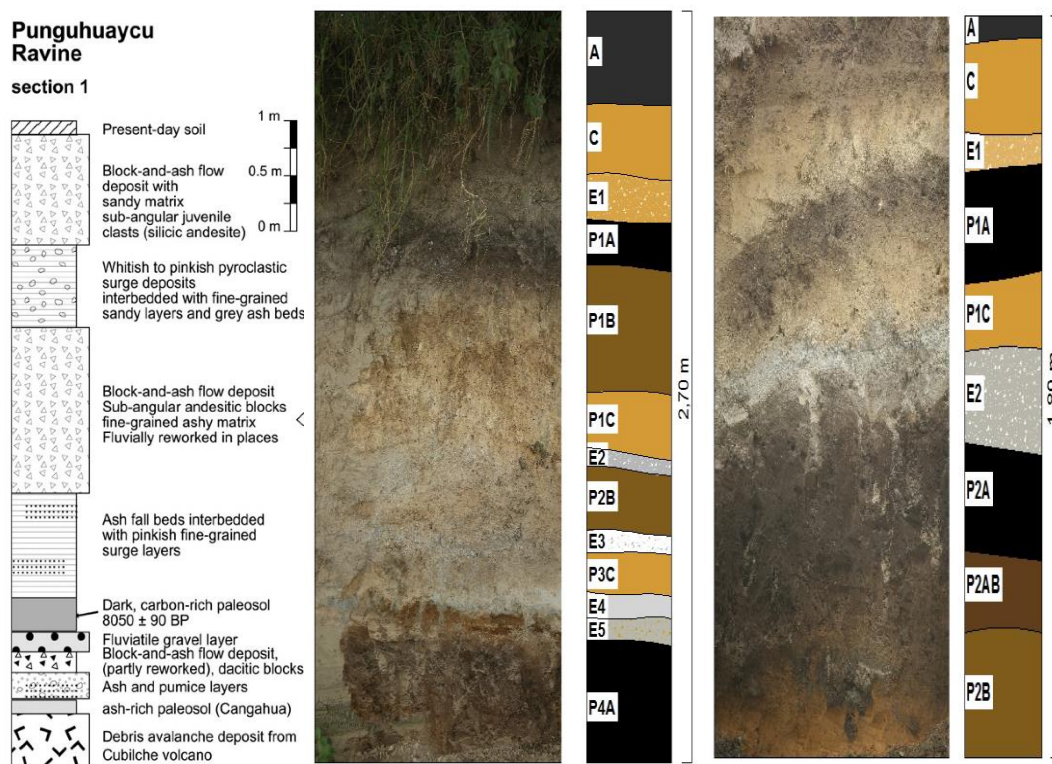 Punguhuaycu
Ravine
section 1
Present-day soil
1 m
0.5 m
0 m
Block-and-ash flow
deposit with
sandy matrix
sub-angular juvenile
clasts (silicic andesite)
Whitish to pinkish pyroclastic
surge deposits
interbedded with fine-grained
sandy layers and grey ash beds
Block-and-ash flow deposit
Sub-angular andesitic blocks
fine-grained ashy matrix
Fluvially reworked in places
Ash fall beds interbedded
with pinkish fine-grained
surge layers
Dark, carbon-rich paleosol
8050 ± 90 BP
Fluviatile gravel layer
Block-and-ash flow deposit,
(partly reworked), dacitic blocks
Ash and pumice layers
ash-rich paleosol (Cangahua)
Debris avalanche deposit from
Cubilche volcano
A
C
E1
P1A
P1B
P1C
E2
P2B
E3
P3C
E4
E5
P4A
2,70 m
A
C
E1
P1A
P1C
E2
P2A
P2AB
P2B
1,80 m